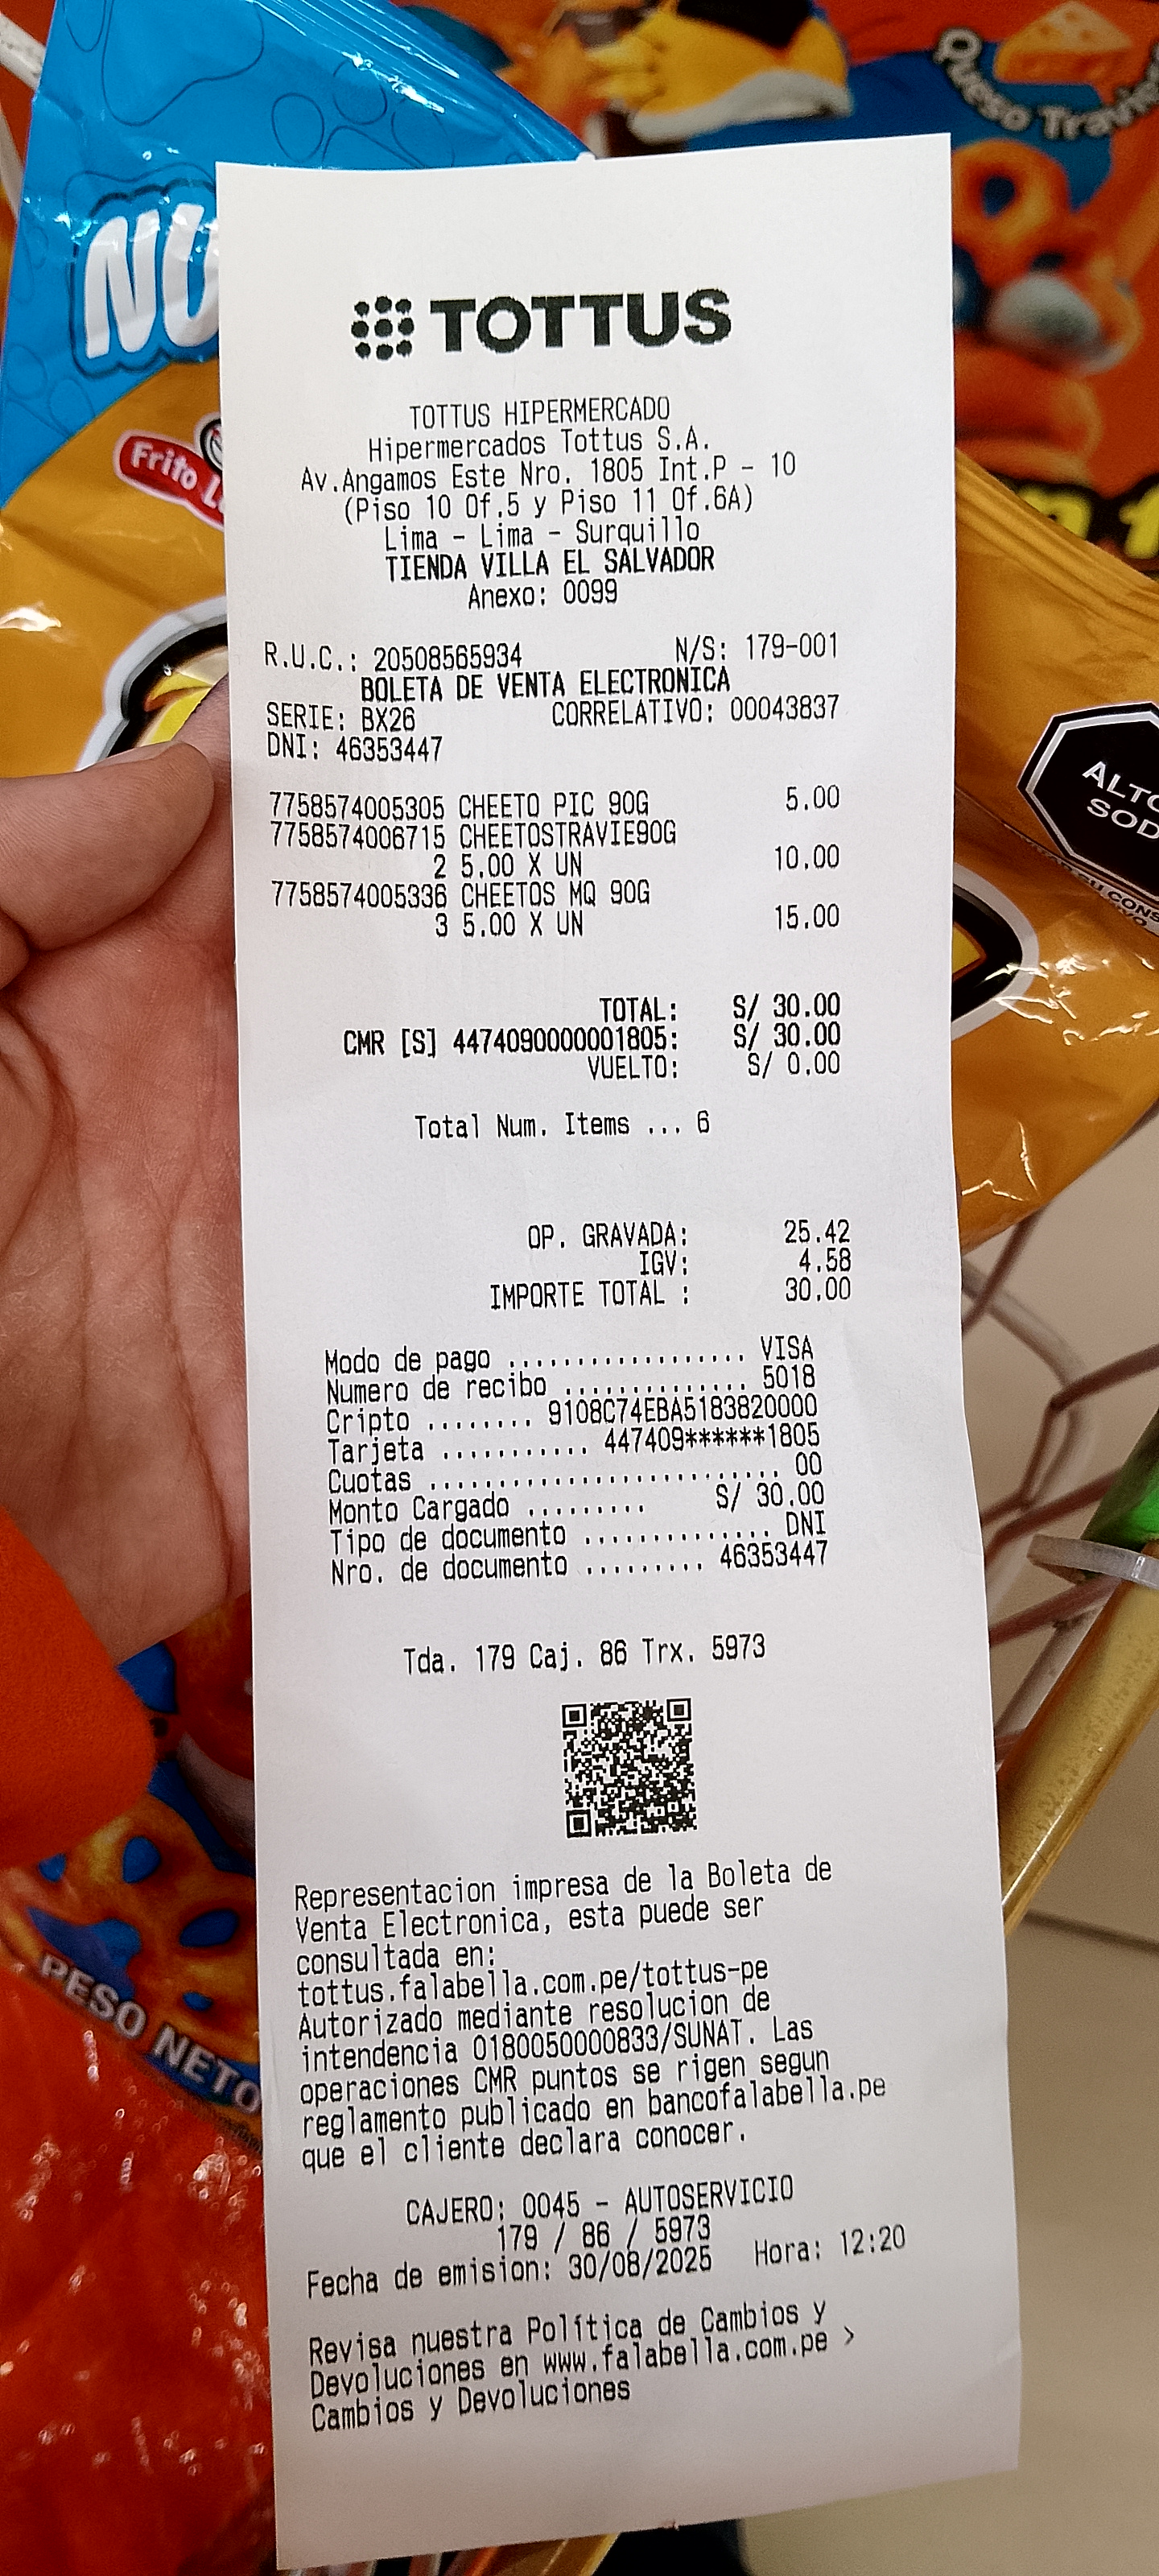 Queso Travie
NU
Frito L
TOTTUS
TOTTUS HIPERMERCADO
Hipermercados Tottus S.A.
Av.Angamos Este Nro. 1805 Int.P - 10
(Piso 10 Of.5 y Piso 11 Of.6A)
Lima - Lima - Surquillo
TIENDA VILLA EL SALVADOR
Anexo: 0099
R.U.C.: 20508565934 N/S: 179-001
BOLETA DE VENTA ELECTRONICA
SERIE: BX26 CORRELATIVO: 00043837
DNI: 46353447
ALTO
SOD
7758574005305 CHEETO PIC 90G 5.00
7758574006715 CHEETOSTRAVIE90G
2 5.00 X UN 10.00
7758574005336 CHEETOS MQ 90G
3 5.00 X UN 15.00
TOTAL: S/ 30.00
CMR [S] 4474090000001805: S/ 30.00
VUELTO: S/ 0.00
Total Num. Items ... 6
OP. GRAVADA: 25.42
IGV: 4.58
IMPORTE TOTAL : 30.00
Modo de pago .................. VISA
Numero de recibo .............. 5018
Cripto ........ 9108C74EBA5183820000
Tarjeta ........... 447409******1805
Cuotas .......................... 00
Monto Cargado ......... S/ 30.00
Tipo de documento .............. DNI
Nro. de documento ......... 46353447
Tda. 179 Caj. 86 Trx. 5973
Representacion impresa de la Boleta de
Venta Electronica, esta puede ser
consultada en:
tottus.falabella.com.pe/tottus-pe
Autorizado mediante resolucion de
intendencia 0180050000833/SUNAT. Las
operaciones CMR puntos se rigen segun
reglamento publicado en bancofalabella.pe
que el cliente declara conocer.
PESO NETO
CAJERO: 0045 - AUTOSERVICIO
179 / 86 / 5973
Fecha de emision: 30/08/2025 Hora: 12:20
Revisa nuestra Política de Cambios y
Devoluciones en www.falabella.com.pe >
Cambios y Devoluciones